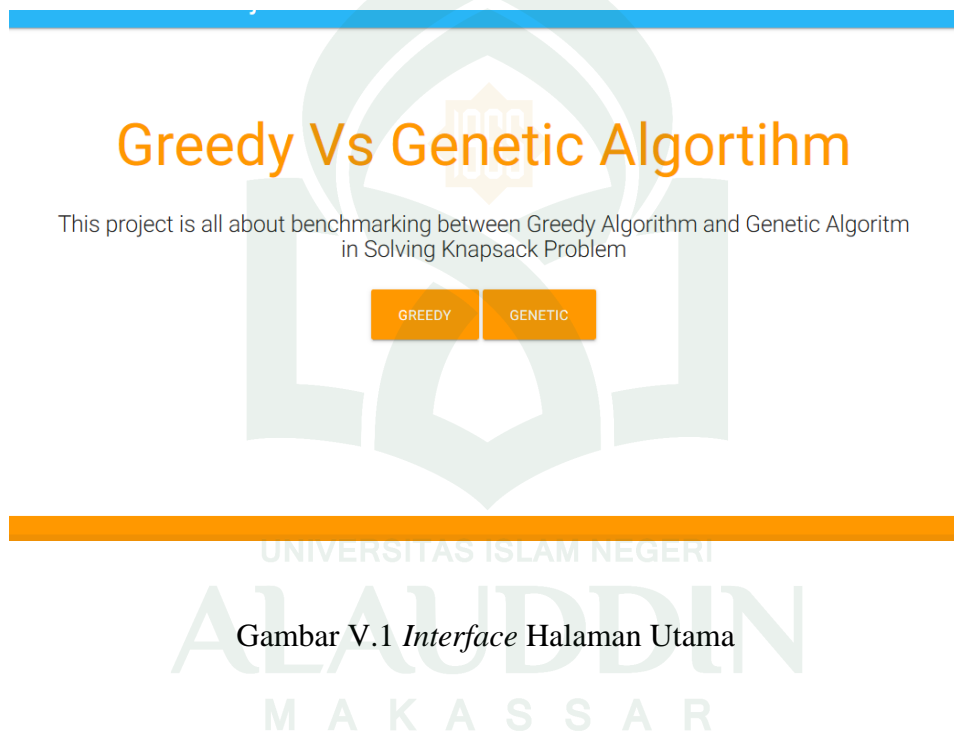 Greedy Vs Genetic Algortihm
This project is all about benchmarking between Greedy Algorithm and Genetic Algoritm
in Solving Knapsack Problem
GREEDY GENETIC
UNIVERSITAS ISLAM NEGERI
ALAUDDIN
Gambar V.1 Interface Halaman Utama
MAKASSAR